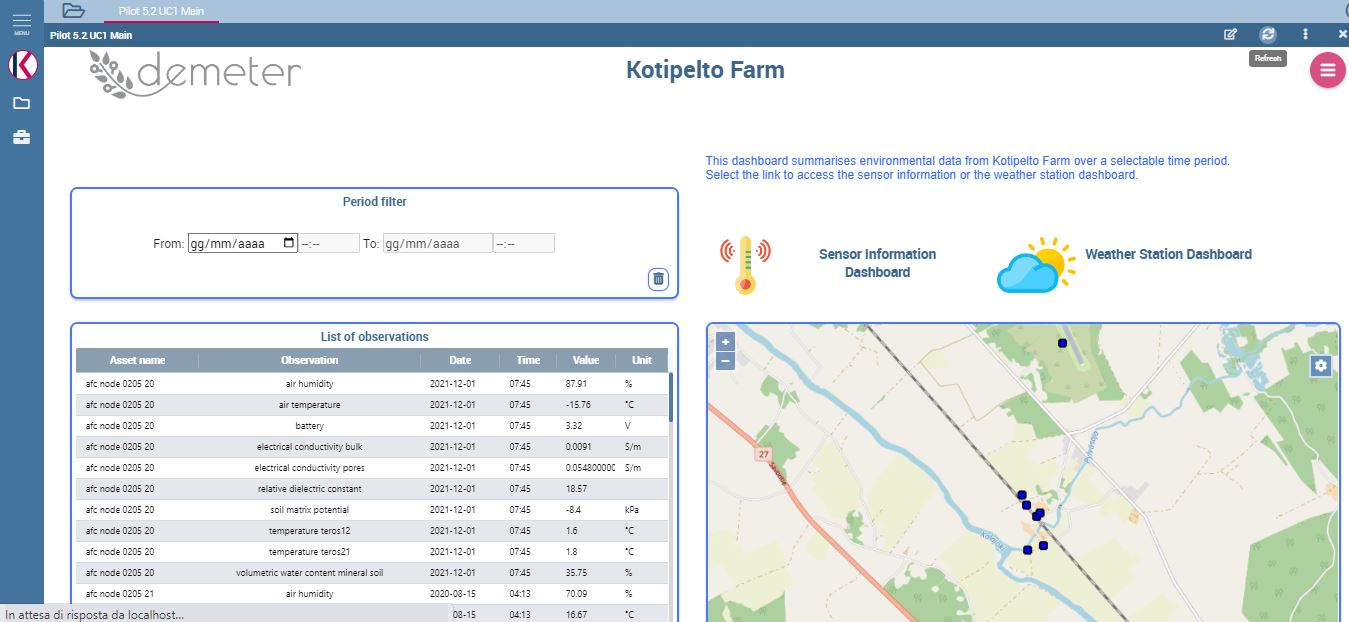 Pilot 5.2 UC1 Main
MENU
Pilot 5.2 UC1 Main
Refresh
demeter
Kotipelto Farm
This dashboard summarises environmental data from Kotipelto Farm over a selectable time period.
Select the link to access the sensor information or the weather station dashboard.
Period filter
From: gg/mm/aaaa --:-- To: gg/mm/aaaa --:--
Sensor Information
Dashboard
Weather Station Dashboard
List of observations
Asset name Observation Date Time Value Unit
afc node 0205 20 air humidity 2021-12-01 07:45 87.91 %
afc node 0205 20 air temperature 2021-12-01 07:45 -15.76 °C
afc node 0205 20 battery 2021-12-01 07:45 3.32 V
afc node 0205 20 electrical conductivity bulk 2021-12-01 07:45 0.0091 S/m
afc node 0205 20 electrical conductivity pores 2021-12-01 07:45 0.054800000 S/m
afc node 0205 20 relative dielectric constant 2021-12-01 07:45 18.57
afc node 0205 20 soil matrix potential 2021-12-01 07:45 -8.4 kPa
afc node 0205 20 temperature teros12 2021-12-01 07:45 1.6 °C
afc node 0205 20 temperature teros21 2021-12-01 07:45 1.8 °C
afc node 0205 20 volumetric water content mineral soil 2021-12-01 07:45 35.75 %
afc node 0205 21 air humidity 2020-08-15 04:13 70.09 %
08-15 04:13 16.67 °C
+
−
27
Savontie
Kalajoki
In attesa di risposta da localhost...